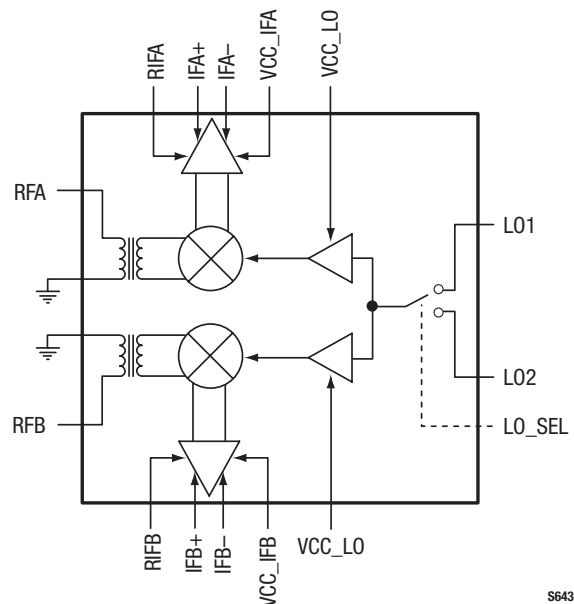 RIFA
IFA+
IFA–
VCC_IFA
VCC_LO
RFA
LO1
LO2
RFB
LO_SEL
RIFB
IFB+
IFB–
VCC_IFB
VCC_LO
S643